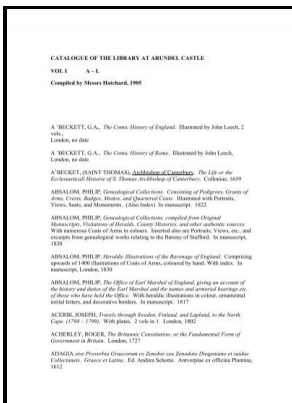 CATALOGUE OF THE LIBRARY AT ARUNDEL CASTLE
VOL I A – L
Compiled by Messrs Hatchard, 1905
A 'BECKETT, G.A., The Comic History of England. Illustrated by John Leech, 2
vols.,
London, no date
A 'BECKETT, G.A., The Comic History of Rome. Illustrated by John Leech,
London, no date
A'BECKET, (SAINT THOMAS), Archbishop of Canterbury. The Life or the
Ecclesiasticall Historie of S. Thomas Archbishop of Canterbury. Colloniae, 1639
ABSALOM, PHILIP, Genealogical Collections. Consisting of Pedigrees, Grants of
Arms, Crests, Badges, Mottos, and Quartered Coats. Illustrated with Portraits,
Views, Seats, and Monuments. (Also Index) In manuscript. 1822
ABSALOM, PHILIP, Genealogical Collections, compiled from Original
Manuscripts, Visitations of Heralds, County Histories, and other authentic sources
With numerous Coats of Arms in colours. Inserted also are Portraits, Views, etc., and
excerpts from genealogical works relating to the Barony of Stafford. In manuscript,
1830
ABSALOM, PHILIP, Heraldic Illustrations of the Baronage of England. Comprising
upwards of 1400 illustrations of Coats of Arms, coloured by hand. With index. In
manuscript, London, 1830
ABSALOM, PHILIP, The Office of Earl Marshal of England, giving an account of
the history and duties of the Earl Marshal and the names and armorial bearings etc.
of those who have held the Office. With heraldic illustrations in colour, ornamental
initial letters, and decorative borders. In manuscript. 1817
ACERBI, JOSEPH, Travels through Sweden, Finland, and Lapland, to the North
Cape. (1798 – 1799). With plates. 2 vols in 1. London, 1802
ACHERLEY, ROGER, The Britannic Constitution: or the Fundamental Form of
Government in Britain. London, 1727
ADAGIA sive Proverbia Graecorum ex Zenobio seu Zenodoto Diogeniano et suidae
Collectaneis. Graece et Latine. Ed. Andrea Schotto. Antverpiae ex officina Plantina,
1612